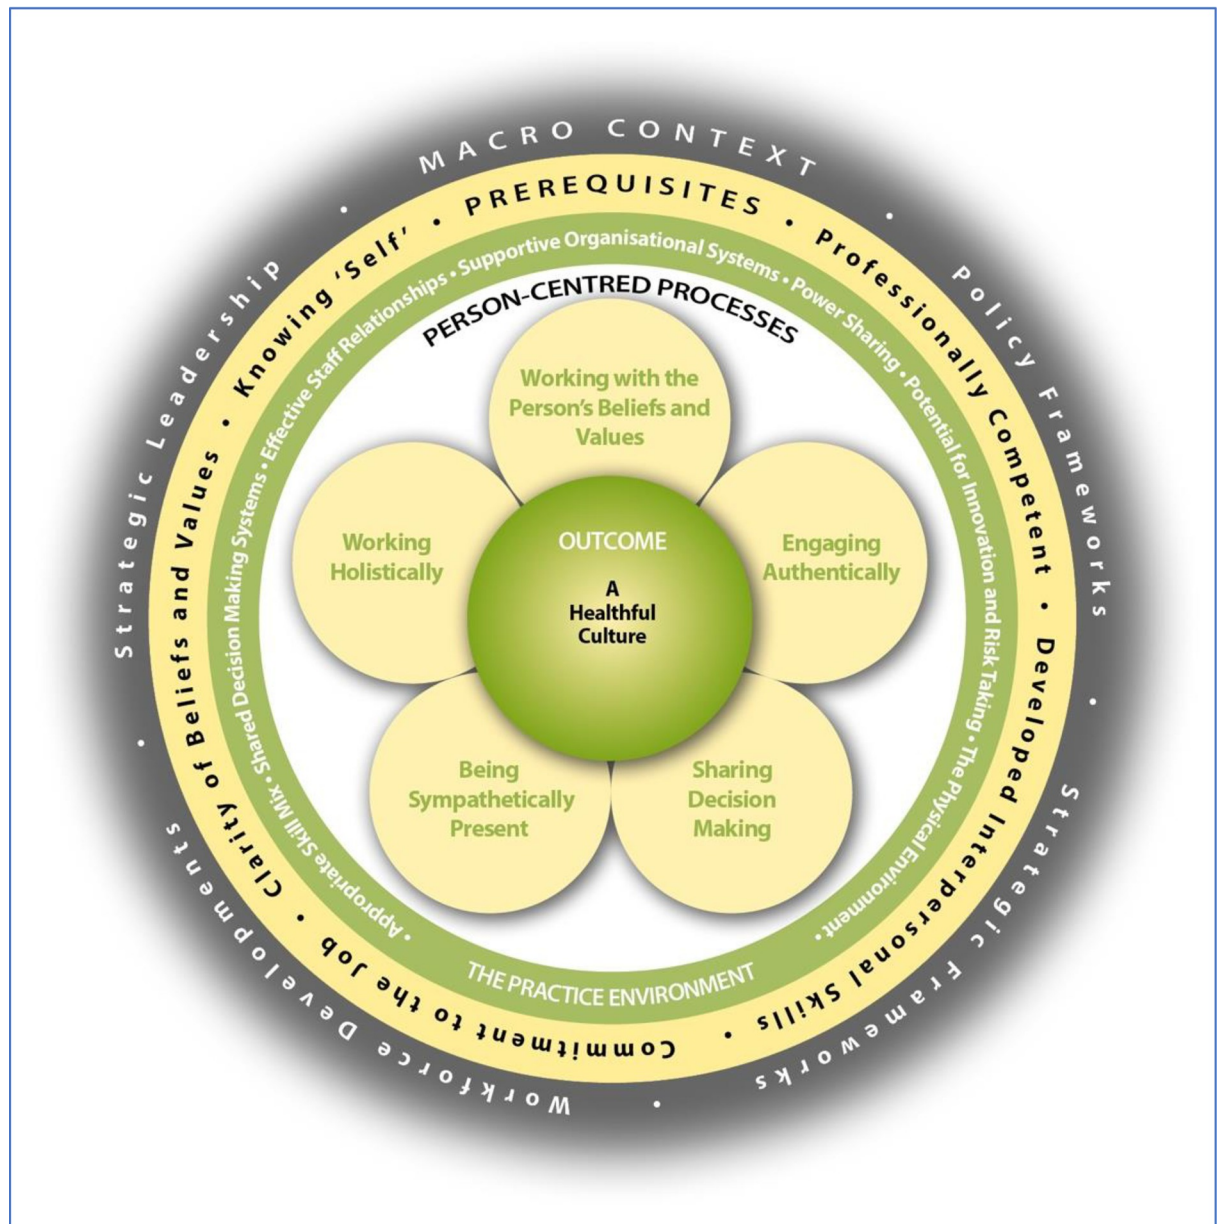 MACRO CONTEXT
• Policy Frameworks
• Strategic Frameworks
• Workforce Developments
• Strategic Leadership •
PREREQUISITES
• Professionally Competent
• Developed Interpersonal Skills
• Commitment to the Job
• Clarity of Beliefs and Values
• Knowing ‘Self’ •
• Appropriate Skill Mix • Shared Decision Making Systems • Effective Staff Relationships • Supportive Organisational Systems • Power Sharing • Potential for Innovation and Risk Taking • The Physical Environment •
THE PRACTICE ENVIRONMENT
PERSON-CENTRED PROCESSES
Working with the
Person’s Beliefs and
Values
Engaging
Authentically
Sharing
Decision
Making
Being
Sympathetically
Present
Working
Holistically
OUTCOME
A
Healthful
Culture